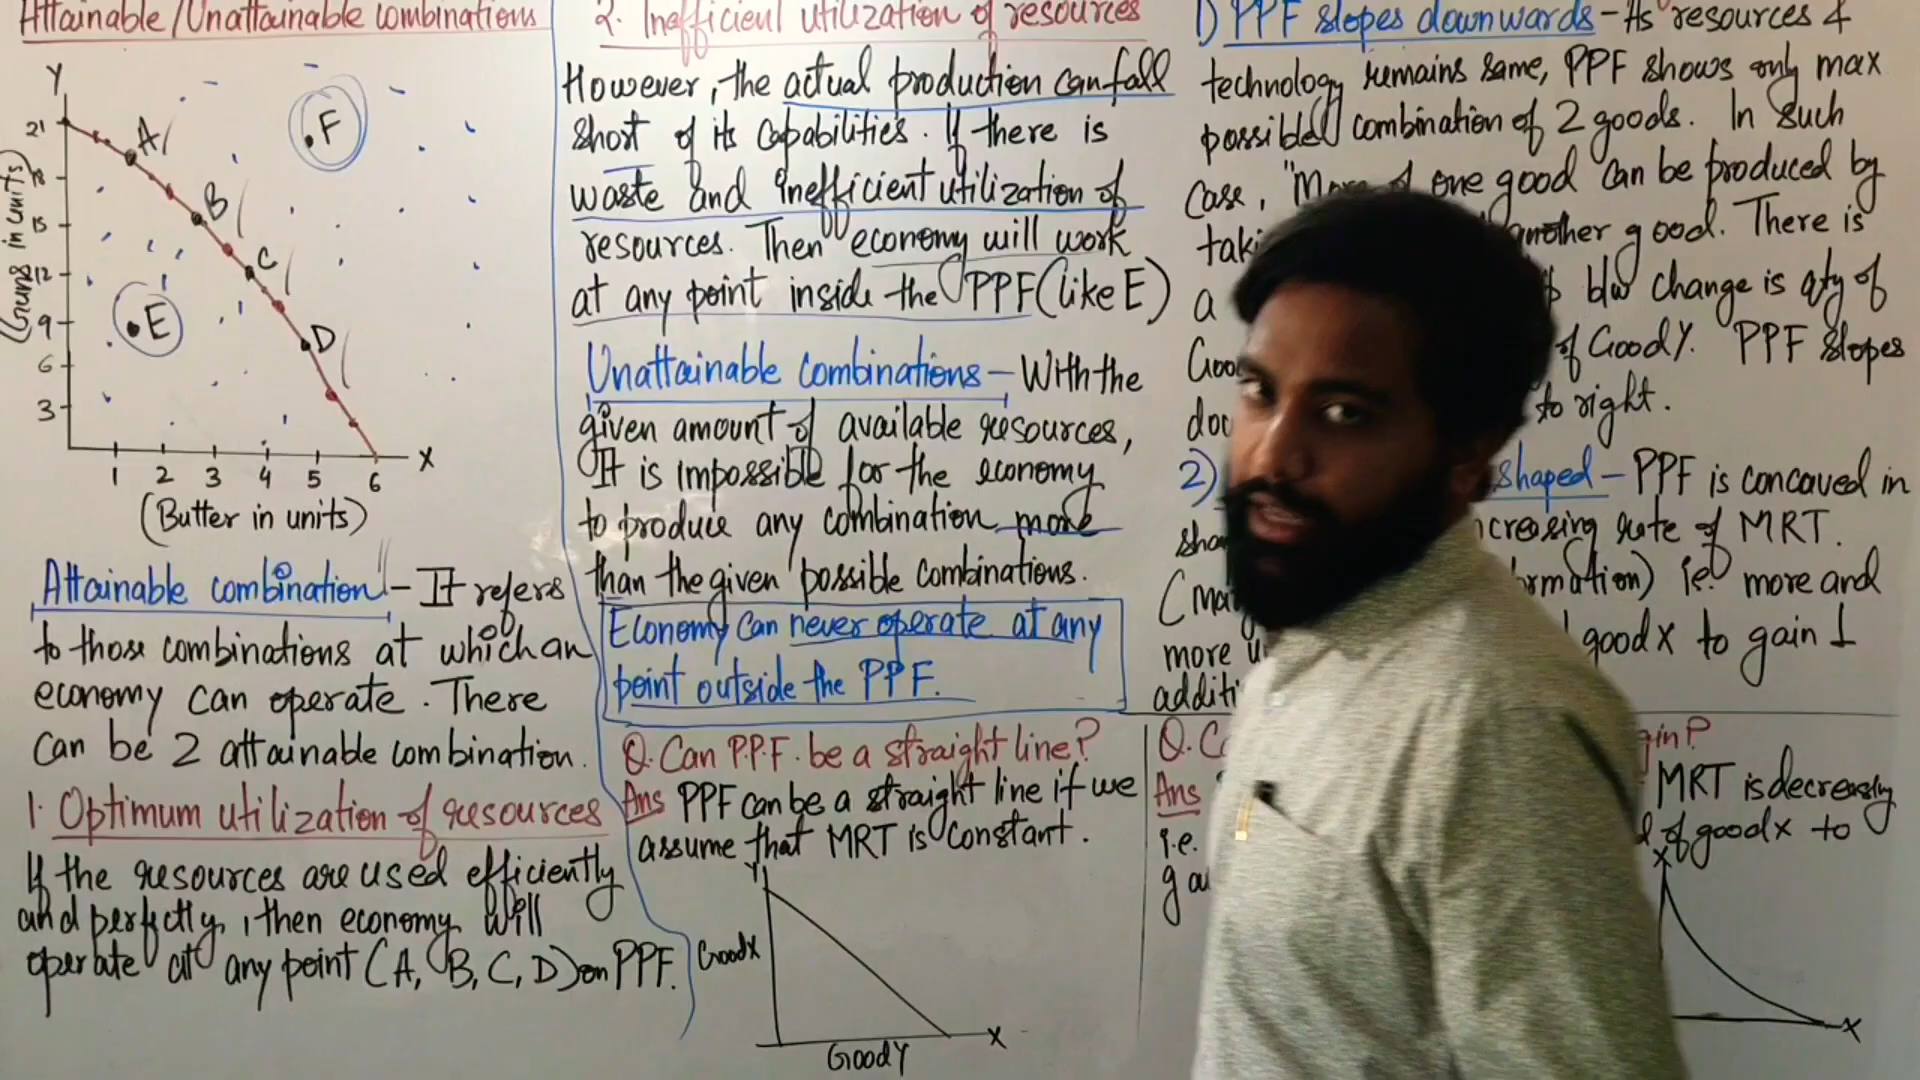 Attainable/Unattainable combinations
Y
21
18
15
12
9
6
3
(Guns in units)
A
B
C
D
E
F
1 2 3 4 5 6
X
(Butter in units)
Attainable combination - It refers
to those combinations at which an
economy can operate. There
can be 2 attainable combination.
1. Optimum utilization of resources
If the resources are used efficiently
and perfectly, then economy will
operate at any point (A, B, C, D) on PPF.
2. Inefficient utilization of resources
However, the actual production can fall
short of its capabilities. If there is
waste and inefficient utilization of
resources. Then economy will work
at any point inside the PPF (like E)
Unattainable combinations - With the
given amount of available resources,
It is impossible for the economy
to produce any combination more
than the given possible combinations.
Economy can never operate at any
point outside the PPF.
Q. Can P.P.F. be a straight line?
Ans PPF can be a straight line if we
assume that MRT is constant.
Y
Good X
Good Y
X
1) PPF slopes downwards - As resources &
technology remains same, PPF shows only max
possible combination of 2 goods. In such
case, "More of one good can be produced by
another good. There is
a b/w change is qty of
of Good Y. PPF slopes
to right.
2) shaped - PPF is concaved in
increasing rate of MRT.
i.e. more and
more good X to gain 1
Q.
Ans MRT is decreasing
i.e. of good X to
X
X